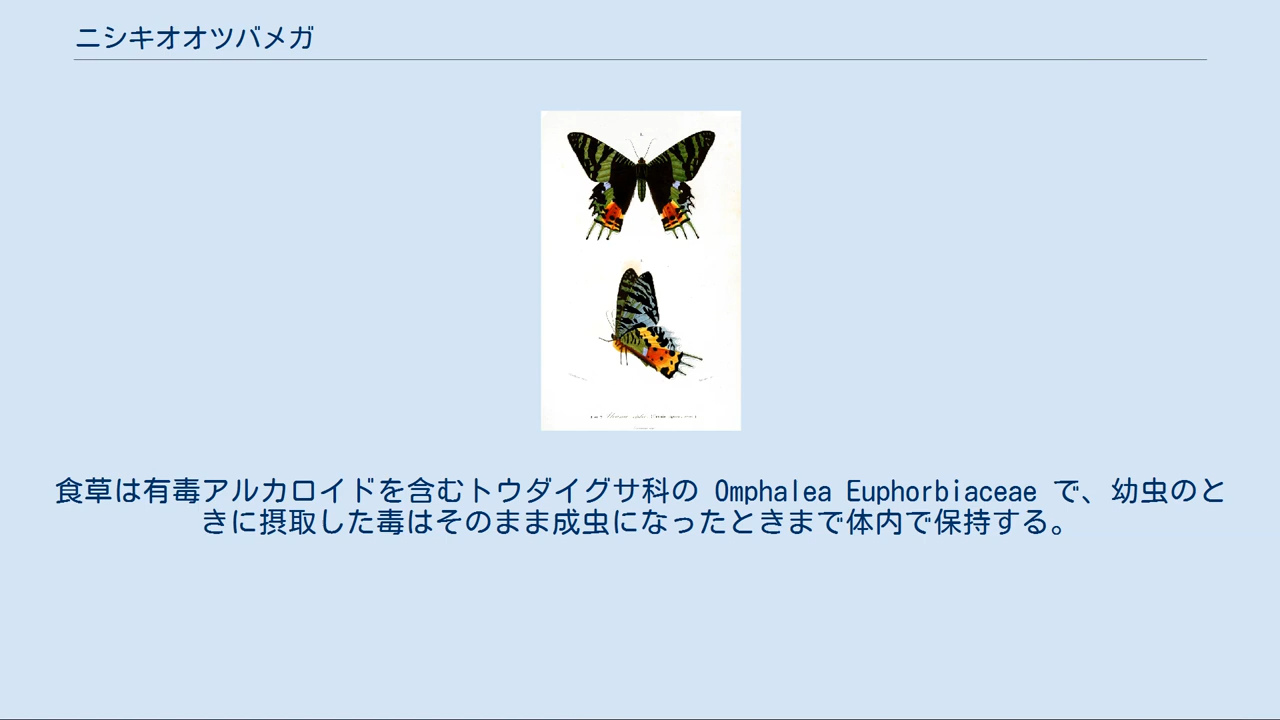 ニシキオオツバメガ
食草は有毒アルカロイドを含むトウダイグサ科の Omphalea Euphorbiaceae で、幼虫のと
きに摂取した毒はそのまま成虫になったときまで体内で保持する。